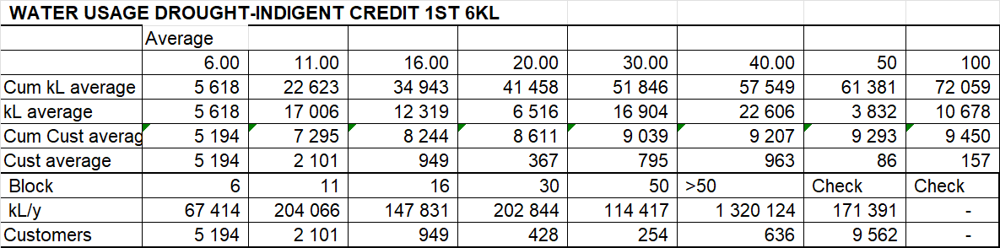 WATER USAGE DROUGHT-INDIGENT CREDIT 1ST 6KL
Average
6.00 11.00 16.00 20.00 30.00 40.00 50 100
Cum kL average 5 618 22 623 34 943 41 458 51 846 57 549 61 381 72 059
kL average 5 618 17 006 12 319 6 516 16 904 22 606 3 832 10 678
Cum Cust averag 5 194 7 295 8 244 8 611 9 039 9 207 9 293 9 450
Cust average 5 194 2 101 949 367 795 963 86 157
Block 6 11 16 30 50 >50 Check Check
kL/y 67 414 204 066 147 831 202 844 114 417 1 320 124 171 391 -
Customers 5 194 2 101 949 428 254 636 9 562 -